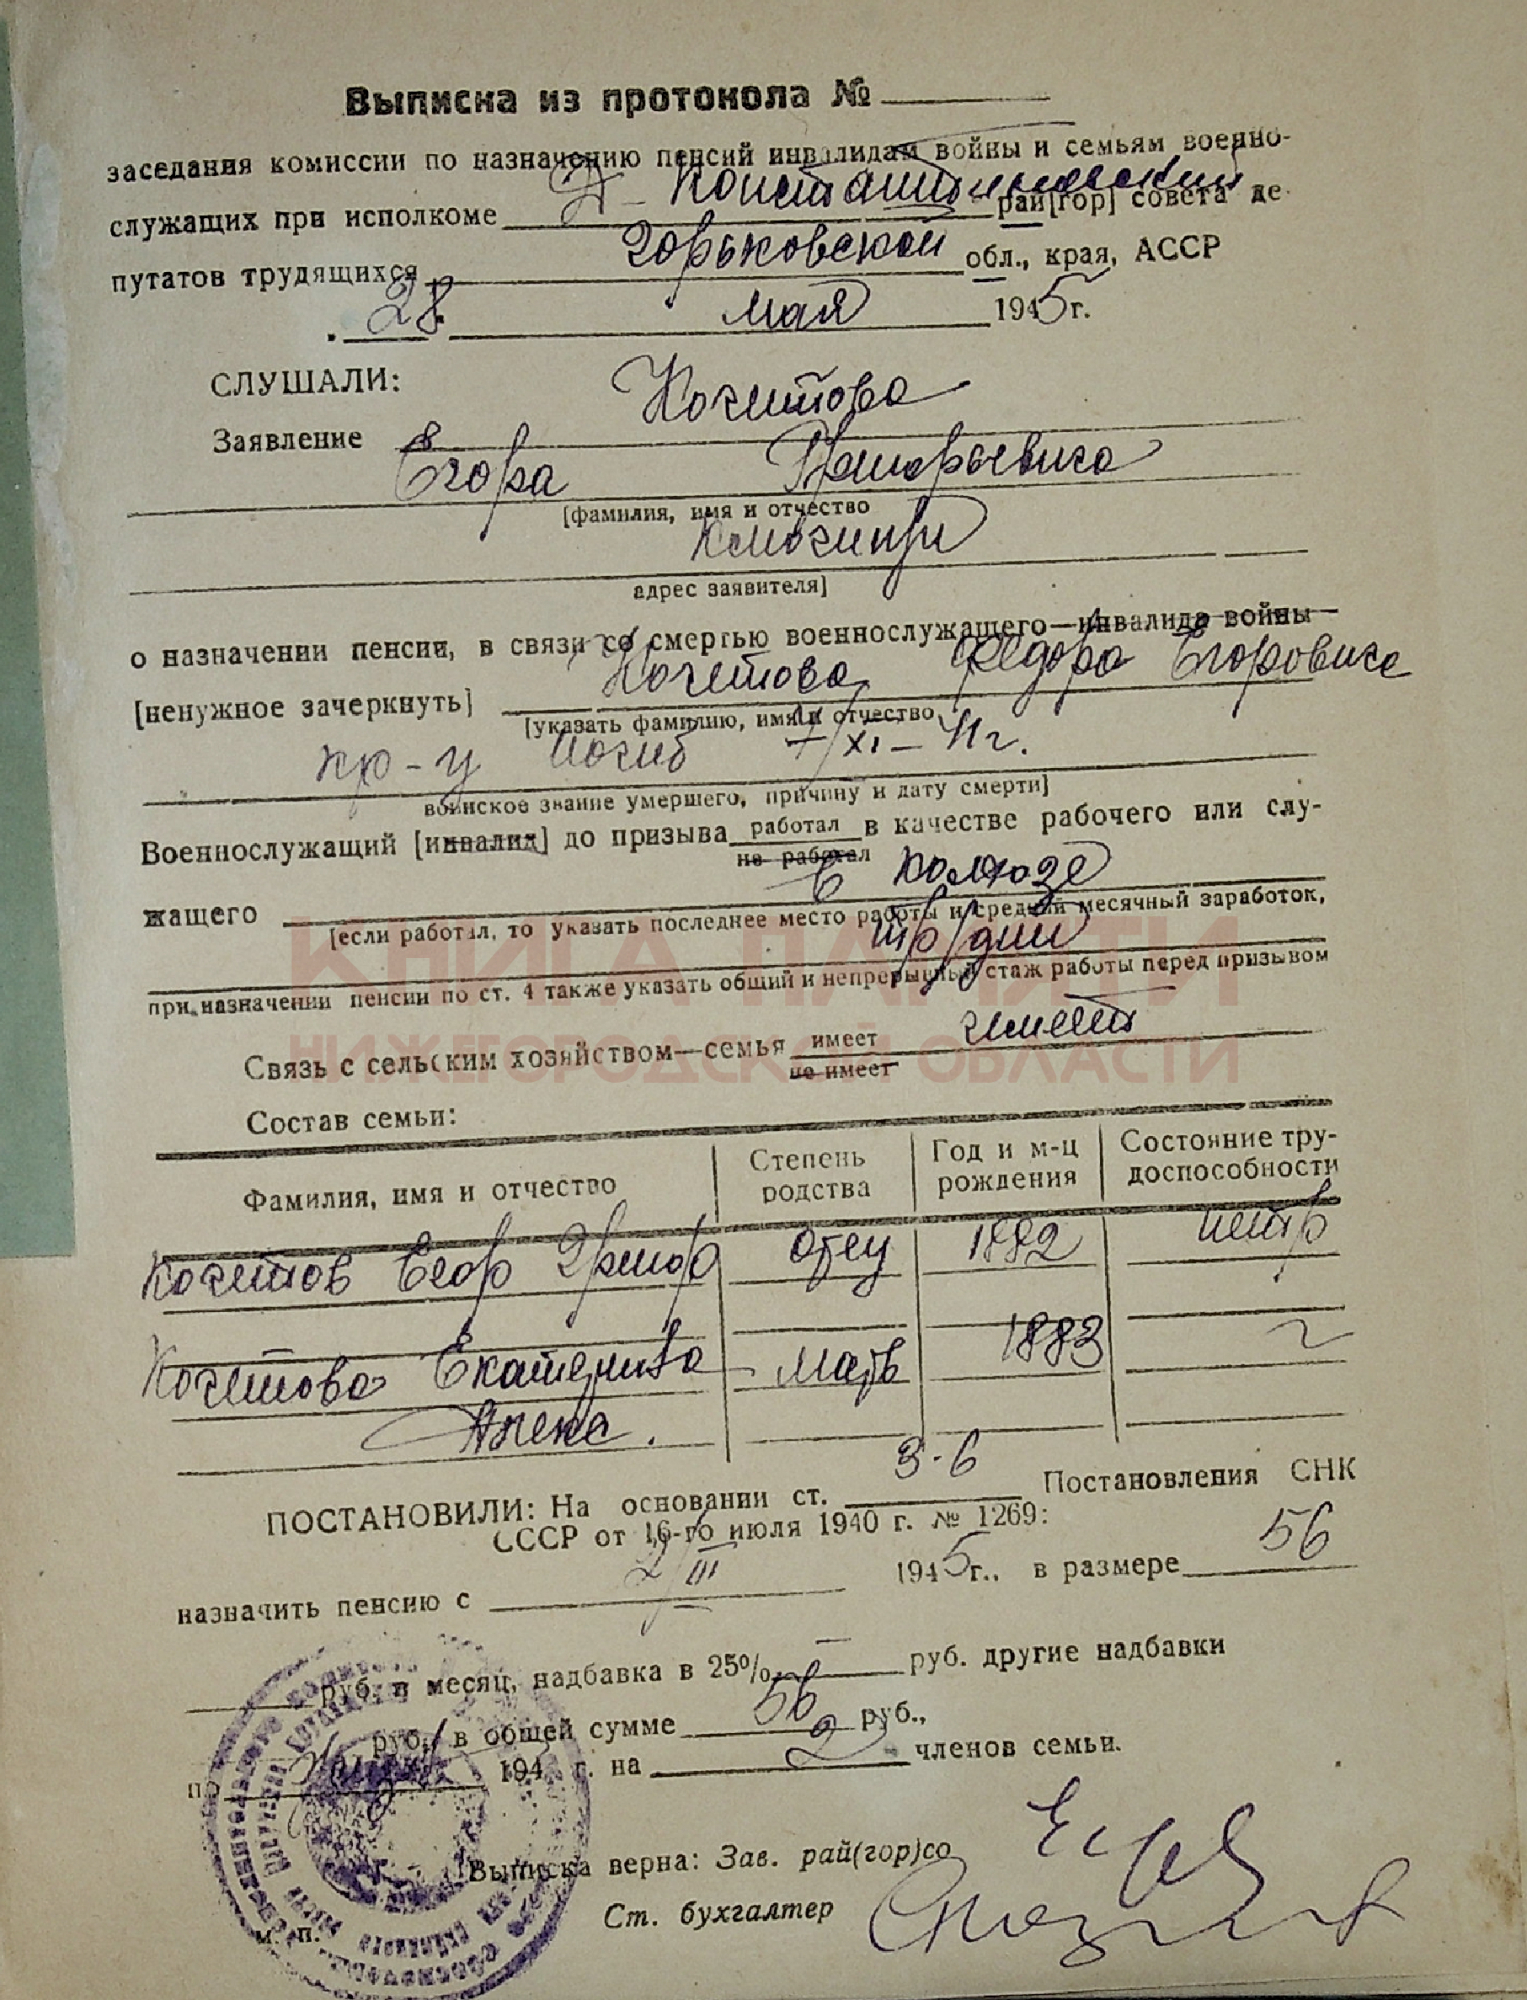 Выписка из протокола №
заседания комиссии по назначению пенсий инвалидам войны и семьям военно-
служащих при исполкоме Д-Константиновский рай[гор] совета де-
путатов трудящихся Горьковской обл., края, АССР
28 мая 1945 г.
СЛУШАЛИ: Кочетова
Заявление
Егора Григорьевича
[фамилия, имя и отчество
адрес заявителя]
о назначении пенсии, в связи со смертью военнослужащего—инвалида войны—
[ненужное зачеркнуть] Кочетова Федора Егоровича
[указать фамилию, имя и отчество
кр-ц погиб 7/XI-41г.
воинское звание умершего, причину и дату смерти]
Военнослужащий [инвалид] до призыва работал в качестве рабочего или слу-
не работал
жащего в колхозе
[если работал, то указать последнее место работы и средний месячный заработок,
тр/дни
при назначении пенсии по ст. 4 также указать общий и непрерывный стаж работы перед призывом
КНИГА ПАМЯТИ
НИЖЕГОРОДСКОЙ ОБЛАСТИ
Связь с сельским хозяйством—семья имеет имеет
не имеет
Состав семьи:
Фамилия, имя и отчество Степень родства Год и м-ц рождения Состояние тру-доспособности
Кочетов Егор Григор отец 1882 нетр
Кочетова Екатерина мать 1883
Алекс.
ПОСТАНОВИЛИ: На основании ст. 3-б Постановления СНК
СССР от 16-го июля 1940 г. № 1269:
назначить пенсию с 2/III 1945 г., в размере 56
руб. в месяц, надбавка в 25% — руб. другие надбавки
руб., в общей сумме 56 руб.,
по 194 г. на 2 членов семьи.
Выписка верна: Зав. рай(гор)со
Ст. бухгалтер
м. п.